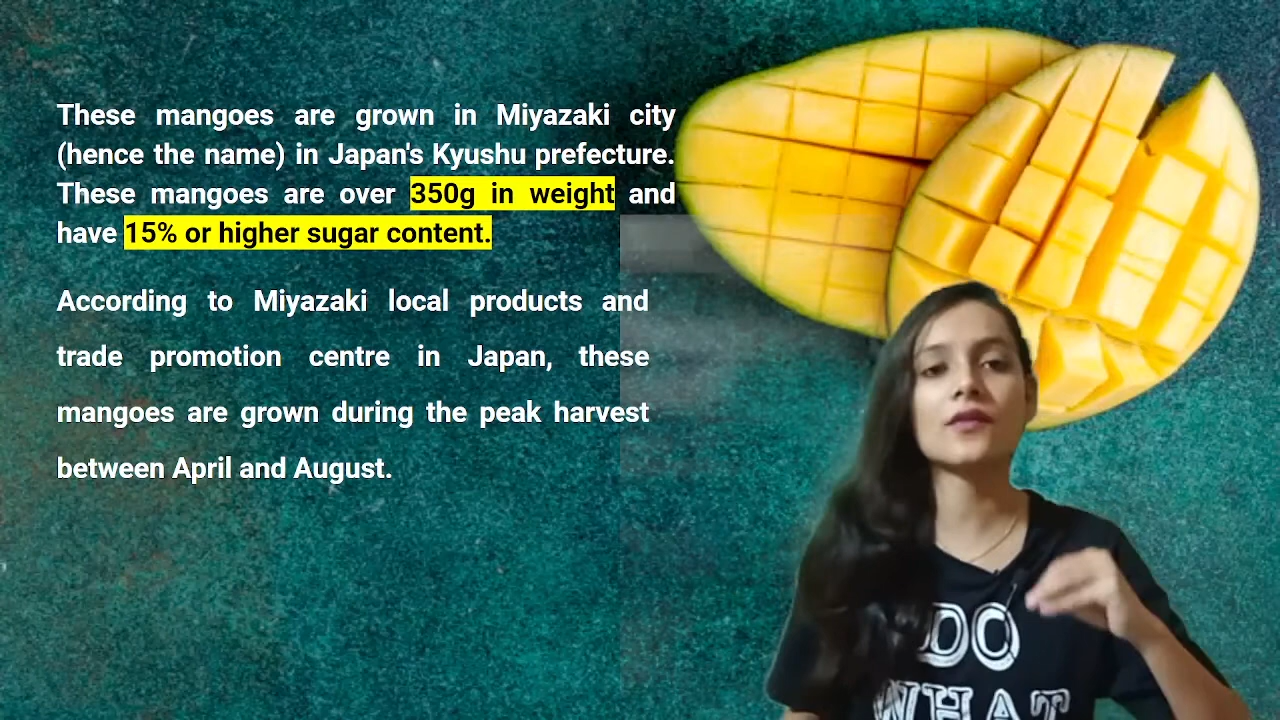 These mangoes are grown in Miyazaki city
(hence the name) in Japan's Kyushu prefecture.
These mangoes are over 350g in weight and
have 15% or higher sugar content.
According to Miyazaki local products and
trade promotion centre in Japan, these
mangoes are grown during the peak harvest
between April and August.
DO
WHAT